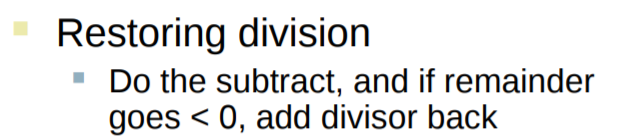 Restoring division
Do the subtract, and if remainder
goes < 0, add divisor back